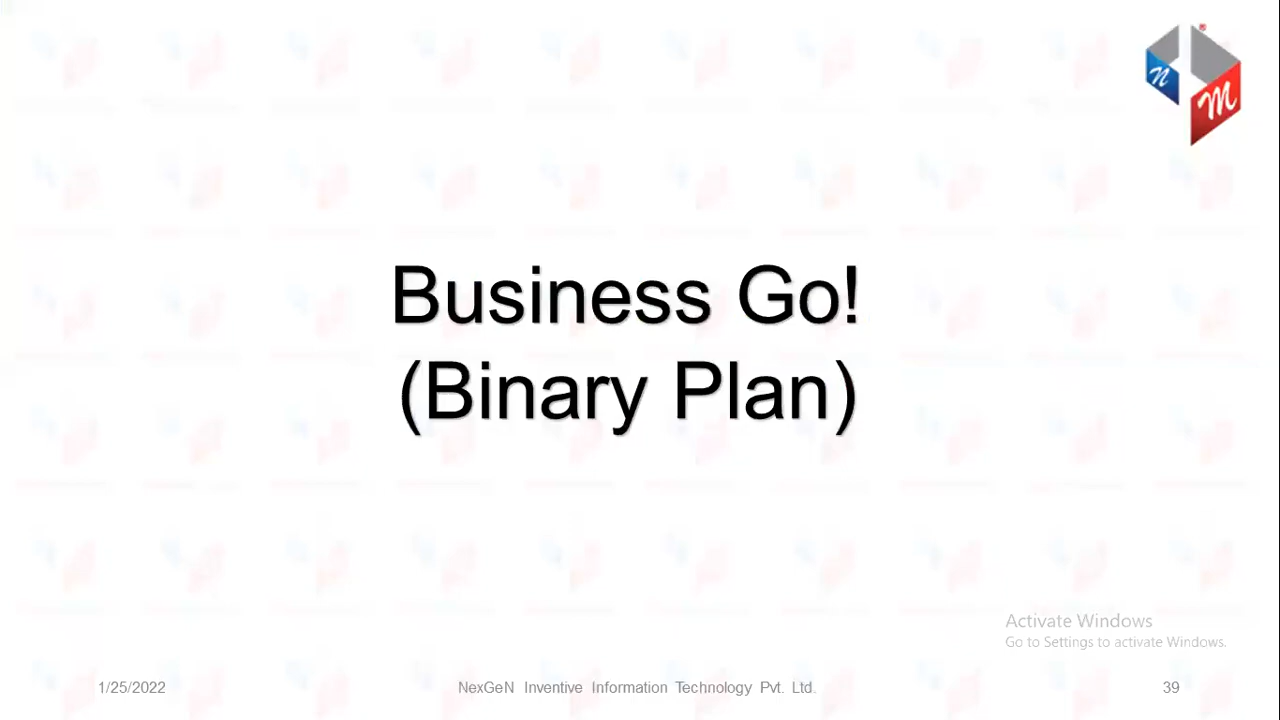 n
m
®
Business Go!
(Binary Plan)
Activate Windows
Go to Settings to activate Windows.
1/25/2022
NexGeN Inventive Information Technology Pvt. Ltd.
39